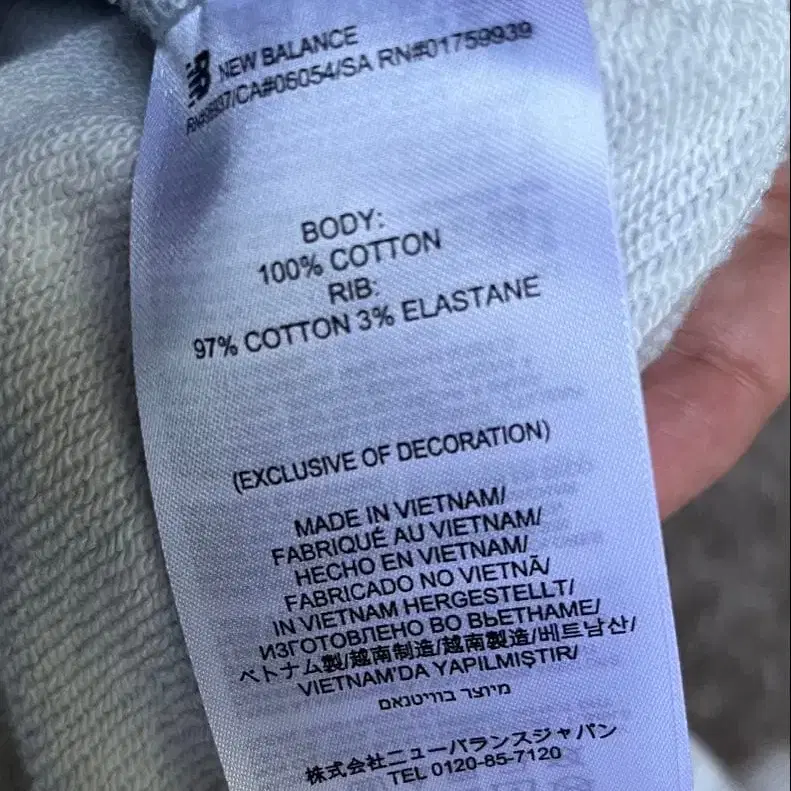 NEW BALANCE
/CA#06054/SA RN#01759939
BODY:
100% COTTON
RIB:
97% COTTON 3% ELASTANE
(EXCLUSIVE OF DECORATION)
MADE IN VIETNAM/
FABRIQUÉ AU VIETNAM/
HECHO EN VIETNAM/
FABRICADO NO VIETNÃ/
IN VIETNAM HERGESTELLT/
ИЗГОТОВЛЕНО ВО ВЬЕТНАМЕ/
ベトナム製/越南制造/越南製造/베트남산/
VIETNAM'DA YAPILMIŞTIR/
מיוצר בוויטנאם
株式会社ニューバランスジャパン
TEL 0120-85-7120